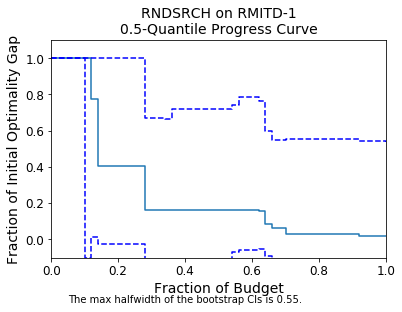 RNDSRCH on RMITD-1
0.5-Quantile Progress Curve
Fraction of Initial Optimality Gap
1.0
0.8
0.6
0.4
0.2
0.0
0.0 0.2 0.4 0.6 0.8 1.0
Fraction of Budget
The max halfwidth of the bootstrap CIs is 0.55.